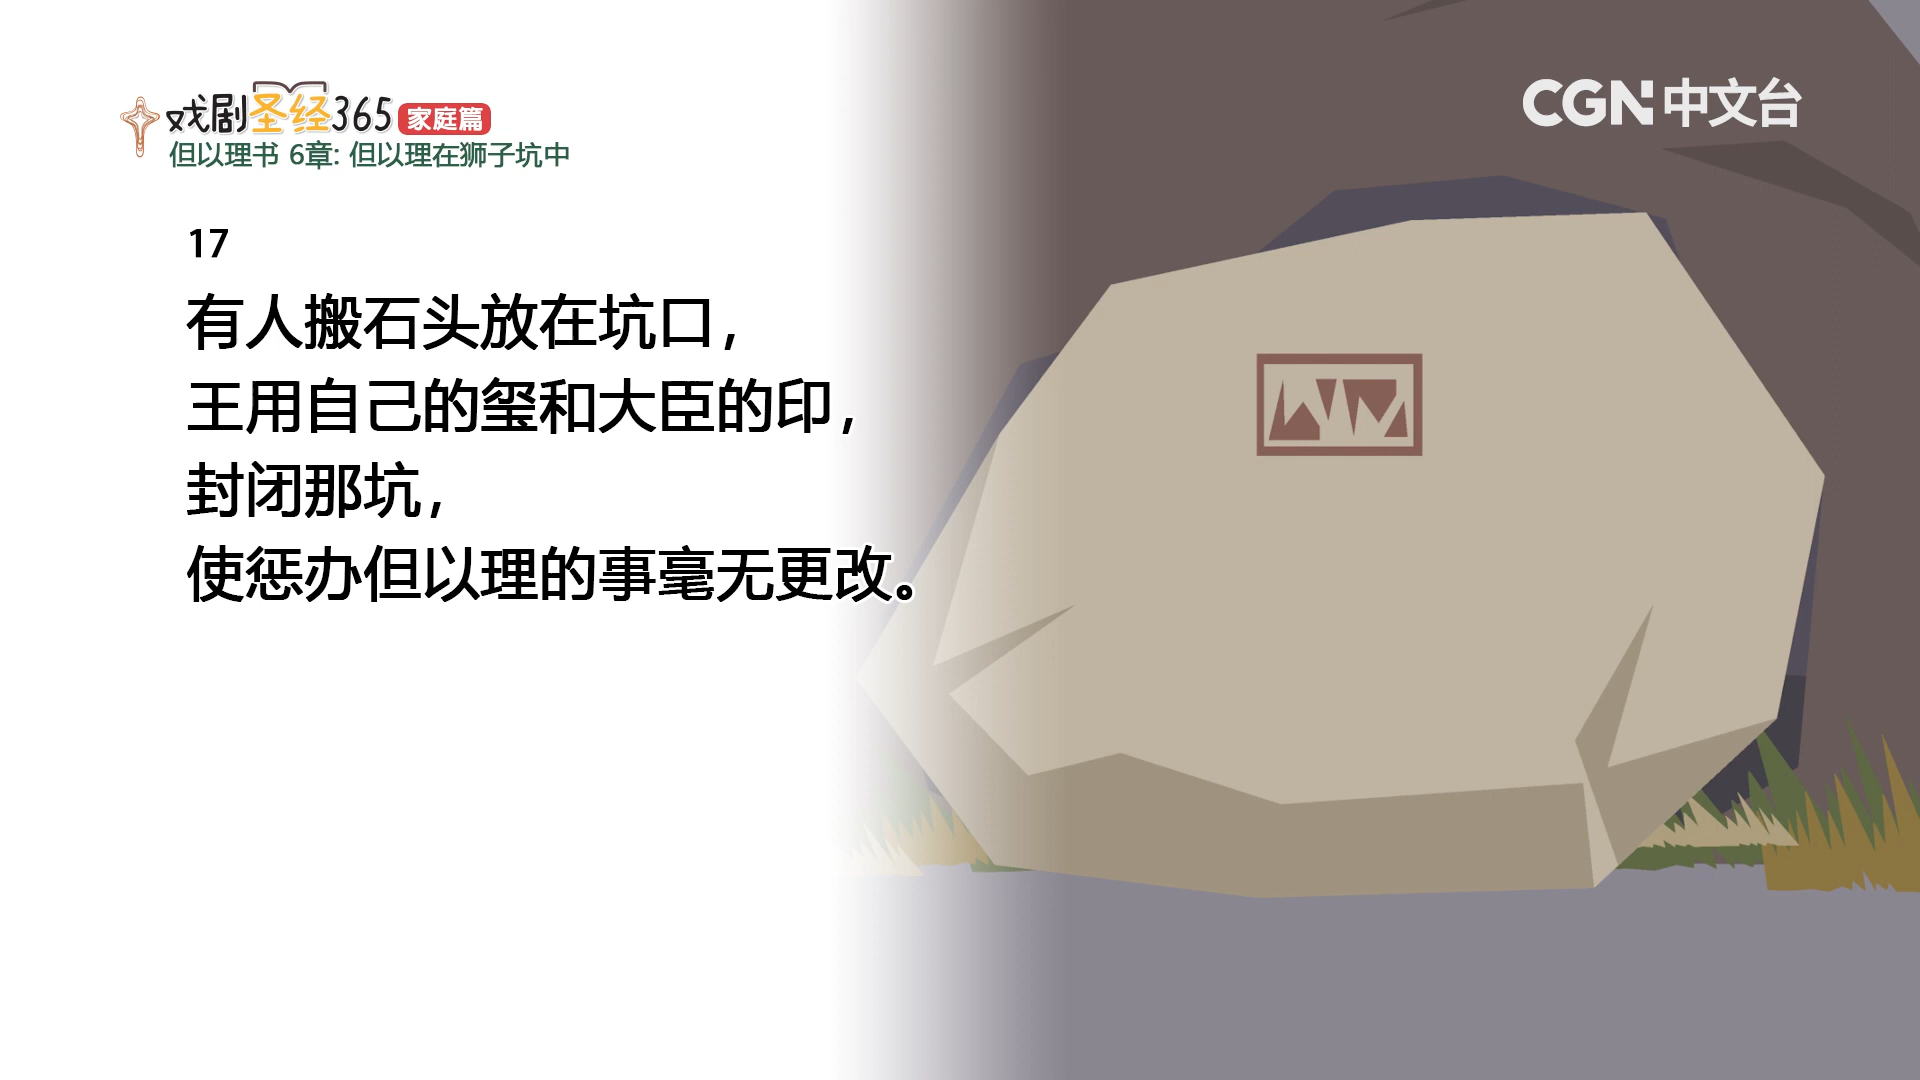 戏剧圣经365 家庭篇
但以理书 6章: 但以理在狮子坑中
CGN中文台
17
有人搬石头放在坑口，
王用自己的玺和大臣的印，
封闭那坑，
使惩办但以理的事毫无更改。